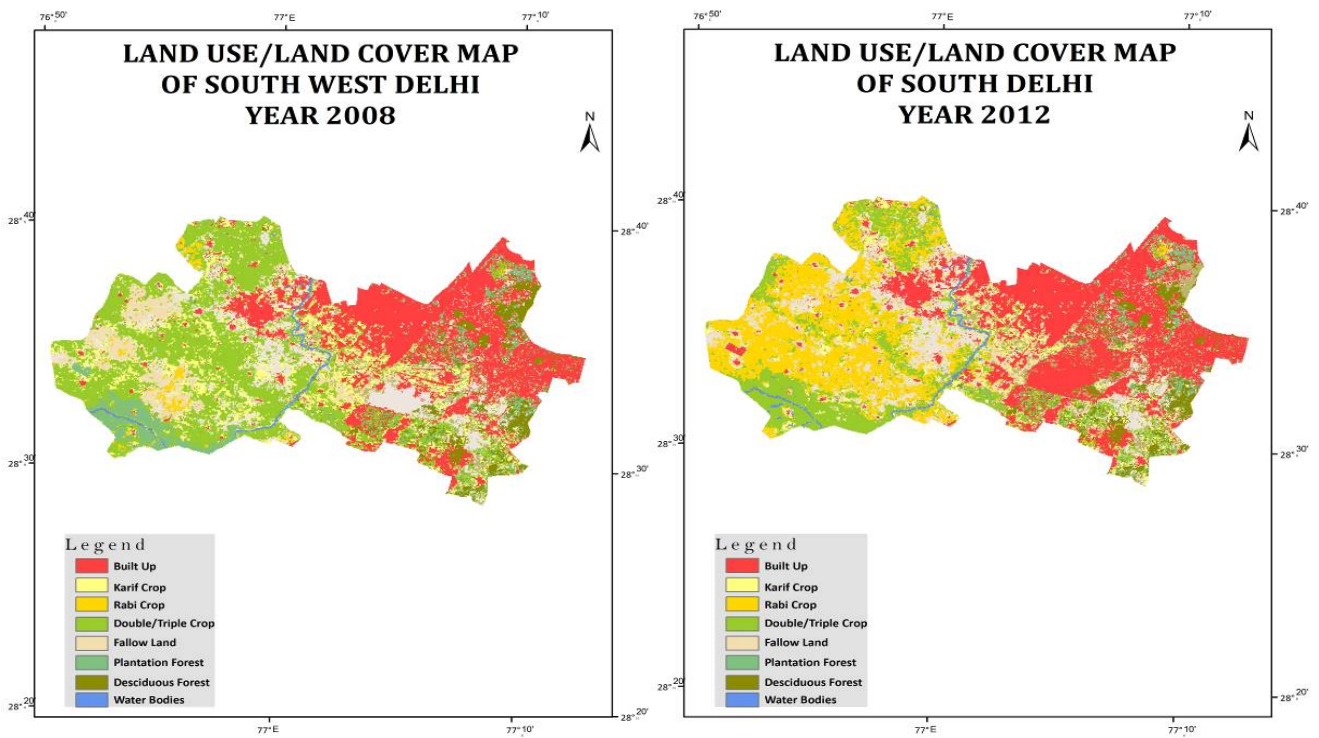 76°50' 77°E 77°10'
LAND USE/LAND COVER MAP
OF SOUTH WEST DELHI
YEAR 2008
N
28°40'
28°40'
28°30'
28°30'
Legend
Built Up
Karif Crop
Rabi Crop
Double/Triple Crop
Fallow Land
Plantation Forest
Desciduous Forest
Water Bodies
28°20'
28°20'
77°E 77°10'
76°50' 77°E 77°10'
LAND USE/LAND COVER MAP
OF SOUTH DELHI
YEAR 2012
N
28°40'
28°40'
28°30'
28°30'
Legend
Built Up
Karif Crop
Rabi Crop
Double/Triple Crop
Fallow Land
Plantation Forest
Desciduous Forest
Water Bodies
28°20'
28°20'
77°E 77°10'